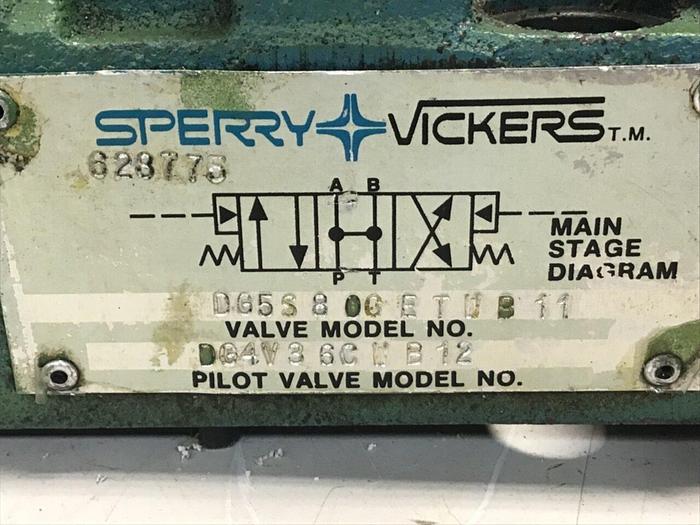 SPERRY VICKERS T.M.
628775
A B
P T
MAIN
STAGE
DIAGRAM
DG5S 8 0C E T U B 11
VALVE MODEL NO.
DG4V 3 6C U B 12
PILOT VALVE MODEL NO.